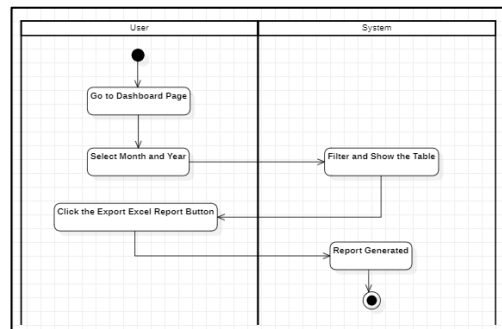 User
System
Go to Dashboard Page
Select Month and Year
Filter and Show the Table
Click the Export Excel Report Button
Report Generated